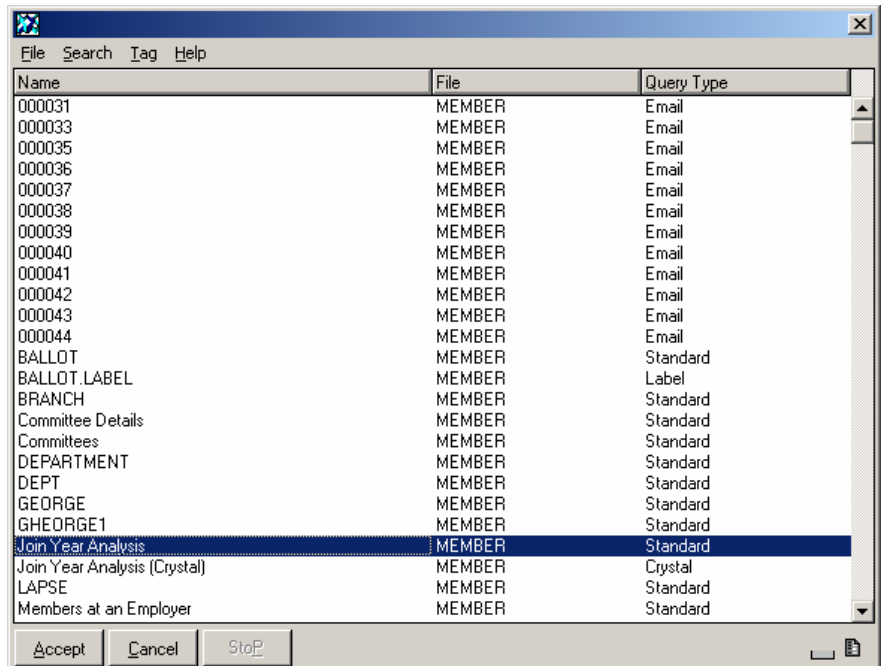 File Search Tag Help
Name File Query Type
000031 MEMBER Email
000033 MEMBER Email
000035 MEMBER Email
000036 MEMBER Email
000037 MEMBER Email
000038 MEMBER Email
000039 MEMBER Email
000040 MEMBER Email
000041 MEMBER Email
000042 MEMBER Email
000043 MEMBER Email
000044 MEMBER Email
BALLOT MEMBER Standard
BALLOT.LABEL MEMBER Label
BRANCH MEMBER Standard
Committee Details MEMBER Standard
Committees MEMBER Standard
DEPARTMENT MEMBER Standard
DEPT MEMBER Standard
GEORGE MEMBER Standard
GHEORGE1 MEMBER Standard
Join Year Analysis MEMBER Standard
Join Year Analysis (Crystal) MEMBER Crystal
LAPSE MEMBER Standard
Members at an Employer MEMBER Standard
Accept Cancel StoP